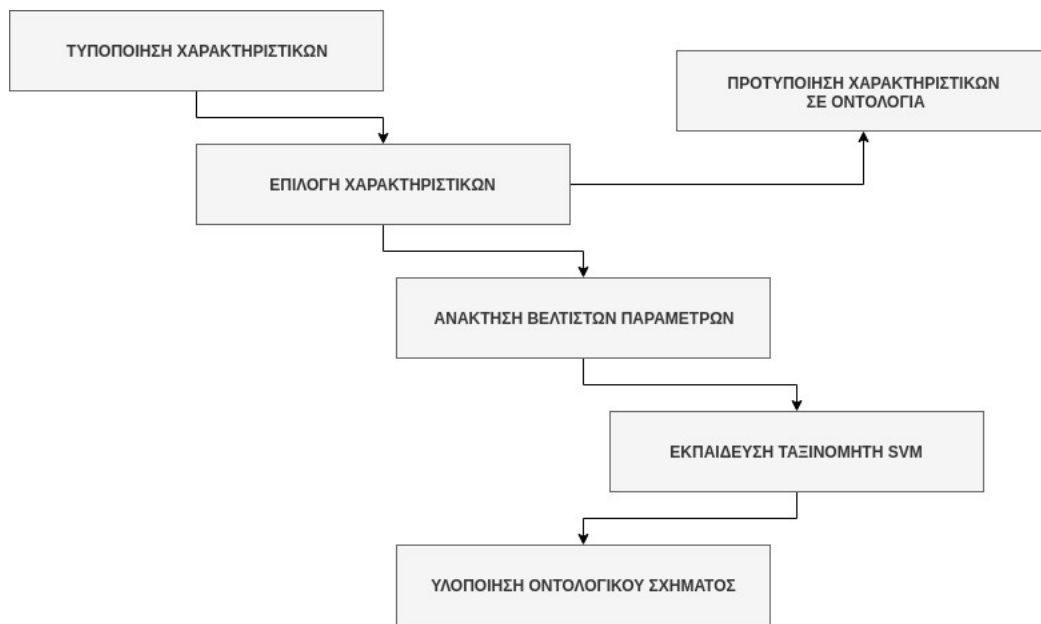 ΤΥΠΟΠΟΙΗΣΗ ΧΑΡΑΚΤΗΡΙΣΤΙΚΩΝ
ΠΡΟΤΥΠΟΙΗΣΗ ΧΑΡΑΚΤΗΡΙΣΤΙΚΩΝ
ΣΕ ΟΝΤΟΛΟΓΙΑ
ΕΠΙΛΟΓΗ ΧΑΡΑΚΤΗΡΙΣΤΙΚΩΝ
ΑΝΑΚΤΗΣΗ ΒΕΛΤΙΣΤΩΝ ΠΑΡΑΜΕΤΡΩΝ
ΕΚΠΑΙΔΕΥΣΗ ΤΑΞΙΝΟΜΗΤΗ SVM
ΥΛΟΠΟΙΗΣΗ ΟΝΤΟΛΟΓΙΚΟΥ ΣΧΗΜΑΤΟΣ